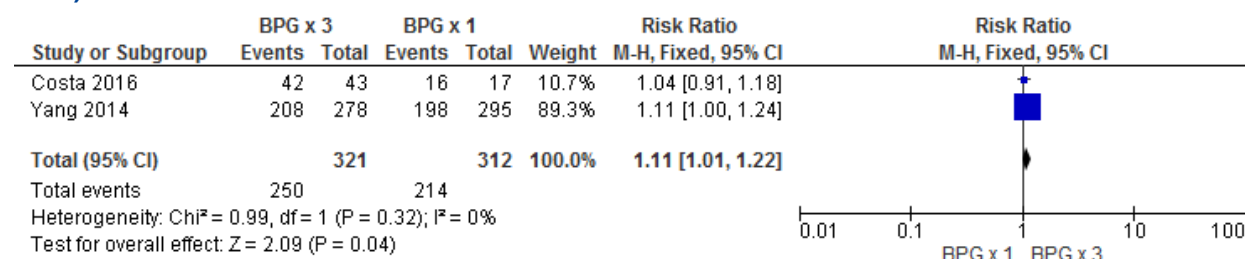 BPG x 3 BPG x 1 Risk Ratio Risk Ratio
Study or Subgroup Events Total Events Total Weight M-H, Fixed, 95% CI M-H, Fixed, 95% CI
Costa 2016 42 43 16 17 10.7% 1.04 [0.91, 1.18]
Yang 2014 208 278 198 295 89.3% 1.11 [1.00, 1.24]
Total (95% CI) 321 312 100.0% 1.11 [1.01, 1.22]
Total events 250 214
Heterogeneity: Chi² = 0.99, df = 1 (P = 0.32); I² = 0%
Test for overall effect: Z = 2.09 (P = 0.04)
0.01 0.1 1 10 100
BPG x 1 BPG x 3